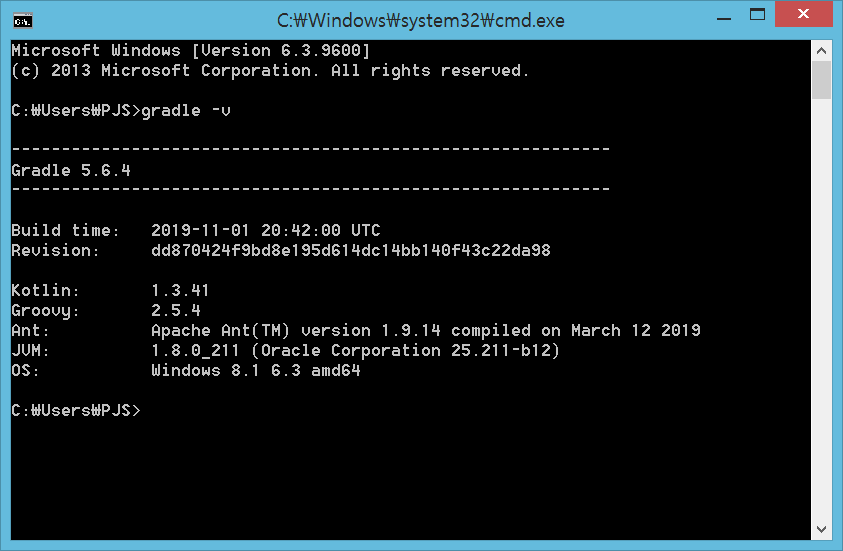 C:₩Windows₩system32₩cmd.exe
Microsoft Windows [Version 6.3.9600]
(c) 2013 Microsoft Corporation. All rights reserved.
C:₩Users₩PJS>gradle -v
------------------------------------------------------------
Gradle 5.6.4
------------------------------------------------------------
Build time:   2019-11-01 20:42:00 UTC
Revision:     dd870424f9bd8e195d614dc14bb140f43c22da98
Kotlin:       1.3.41
Groovy:       2.5.4
Ant:          Apache Ant(TM) version 1.9.14 compiled on March 12 2019
JVM:          1.8.0_211 (Oracle Corporation 25.211-b12)
OS:           Windows 8.1 6.3 amd64
C:₩Users₩PJS>